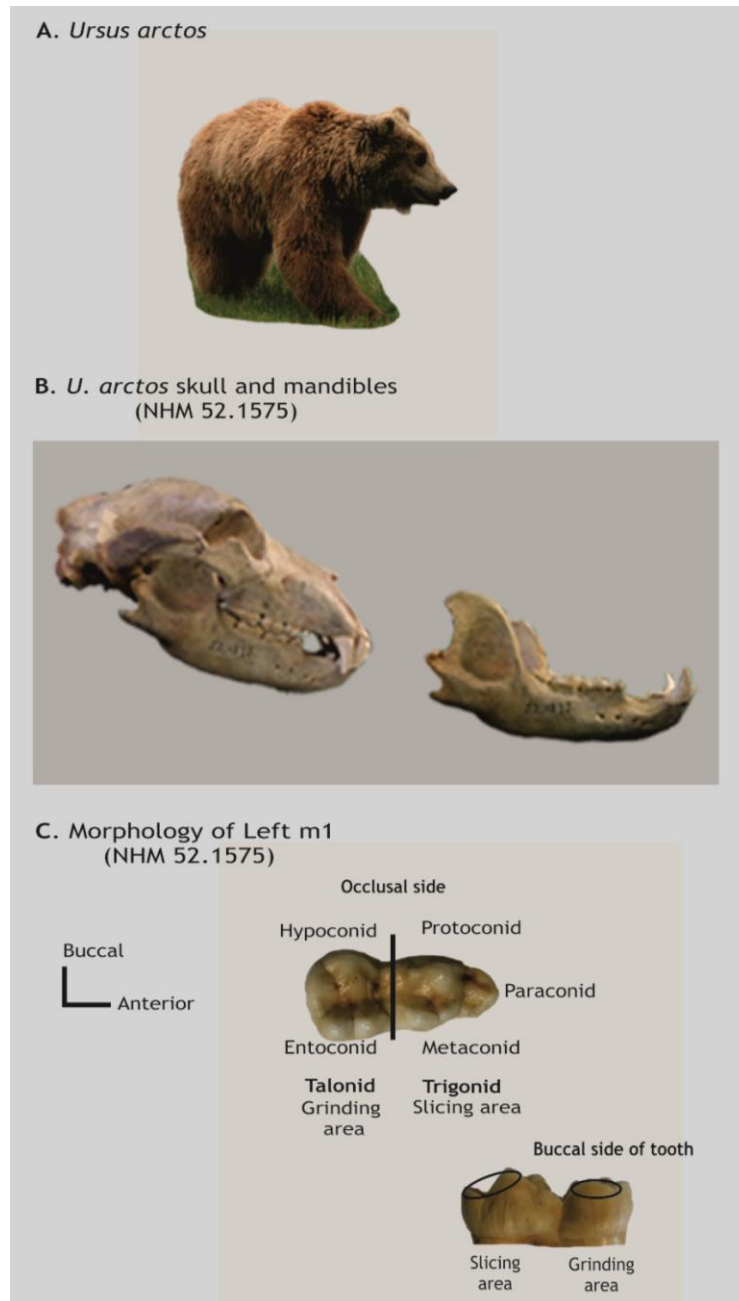 A. Ursus arctos
B. U. arctos skull and mandibles
(NHM 52.1575)
C. Morphology of Left m1
(NHM 52.1575)
Occlusal side
Hypoconid
Protoconid
Buccal
Anterior
Paraconid
Entoconid
Metaconid
Talonid
Grinding
area
Trigonid
Slicing area
Buccal side of tooth
Slicing
area
Grinding
area